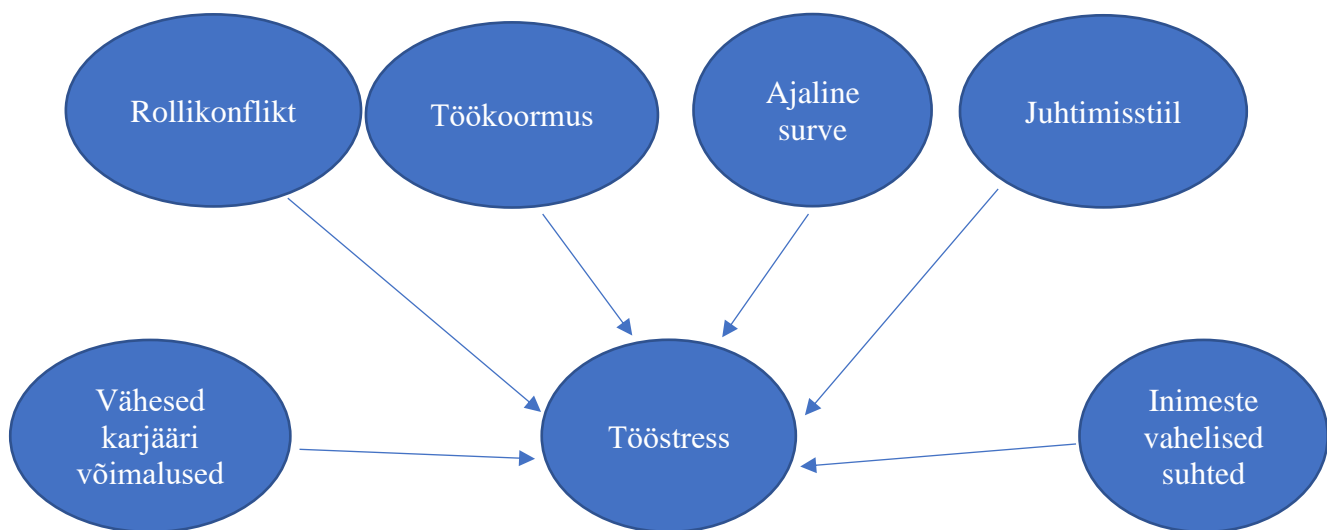 Rollikonflikt
Töökoormus
Ajaline
surve
Juhtimisstiil
Vähesed
karjääri
võimalused
Tööstress
Inimeste
vahelised
suhted